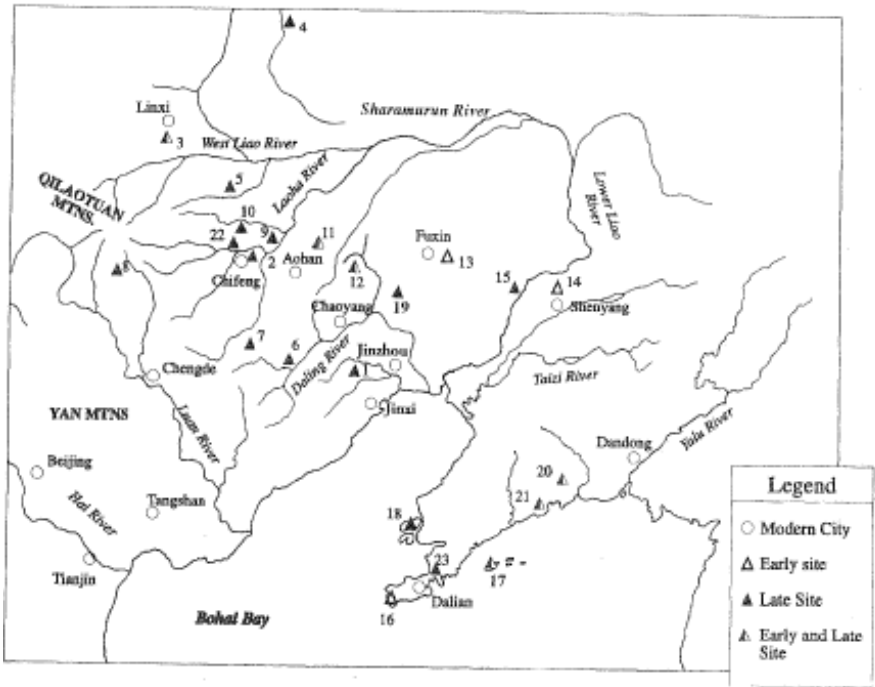 4
Linxi
Sharamurun River
3
West Liao River
5
QILAOTUAN
MTNS.
Laoha River
Lower Liao
River
10
22
9
11
Fuxin
8
2
13
Chifeng
Aohan
12
15
14
19
Chaoyang
Shenyang
7
6
Jinzhou
Daling River
1
Chengde
Taizi River
Jinxi
YAN MTNS
Luan River
Dandong
Yalu River
Beijing
20
21
Hai River
Tangshan
18
Tianjin
23
17
Dalian
16
Bohai Bay
Legend
Modern City
Early site
Late Site
Early and Late
Site